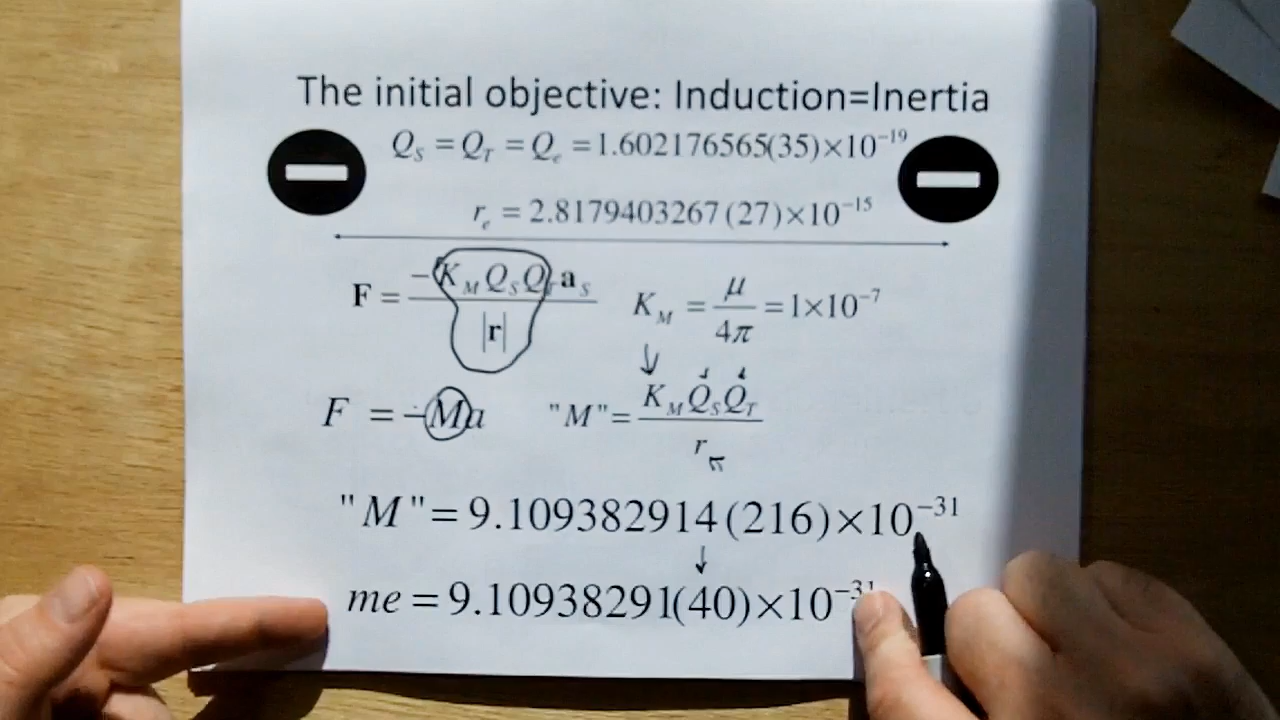 The initial objective: Induction=Inertia
Q_S = Q_T = Q_e = 1.602176565(35)×10^−19
r_e = 2.8179403267(27)×10^−15
F = −K_M Q_S Q_T a_S / |r|
K_M = μ / 4π = 1×10^−7
F = −Ma
"M" = K_M Q_S Q_T / r
"M" = 9.109382914(216)×10^−31
me = 9.10938291(40)×10^−31